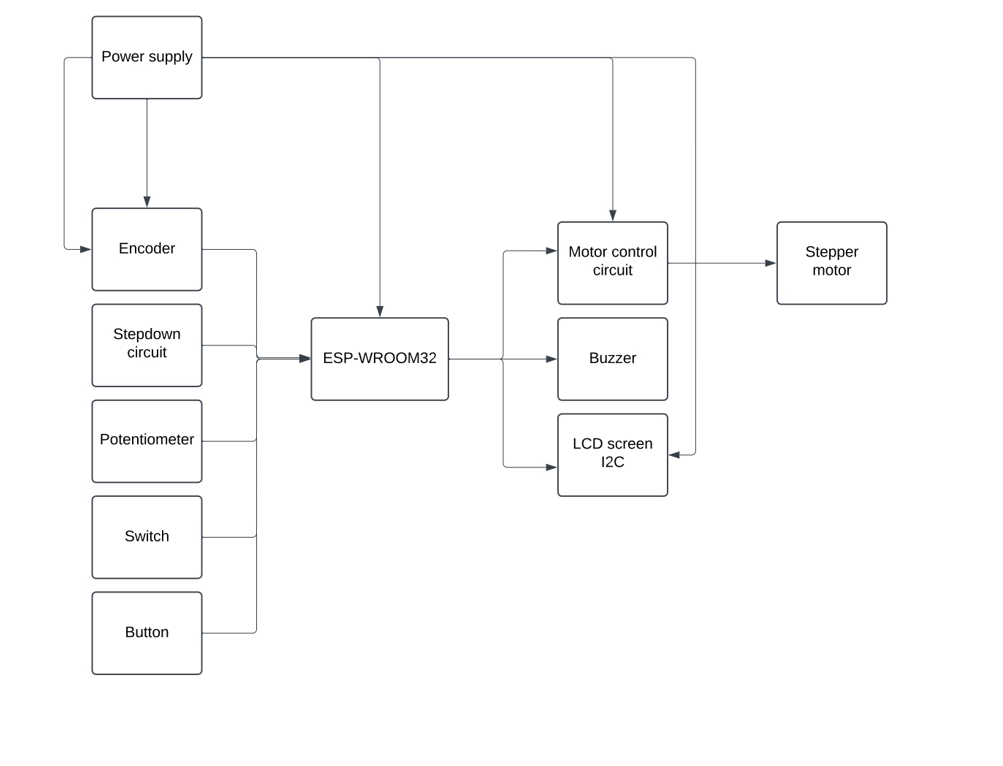 Power supply
Encoder
Stepdown
circuit
Potentiometer
Switch
Button
ESP-WROOM32
Motor control
circuit
Buzzer
LCD screen
I2C
Stepper
motor